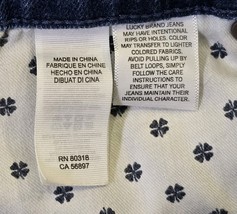 MADE IN CHINA
FABRIQUE EN CHINE
HECHO EN CHINA
DIBUAT DI CINA
RN 80318
CA 56897
LUCKY BRAND JEANS
MAY HAVE INTENTIONAL
RIPS OR HOLES. COLOR
MAY TRANSFER TO LIGHTER
COLORED FABRICS.
AVOID PULLING UP BY
BELT LOOPS, SIMPLY
FOLLOW THE CARE
INSTRUCTIONS TO
ENSURE THAT YOUR
JEANS MAINTAIN THEIR
INDIVIDUAL CHARACTER.